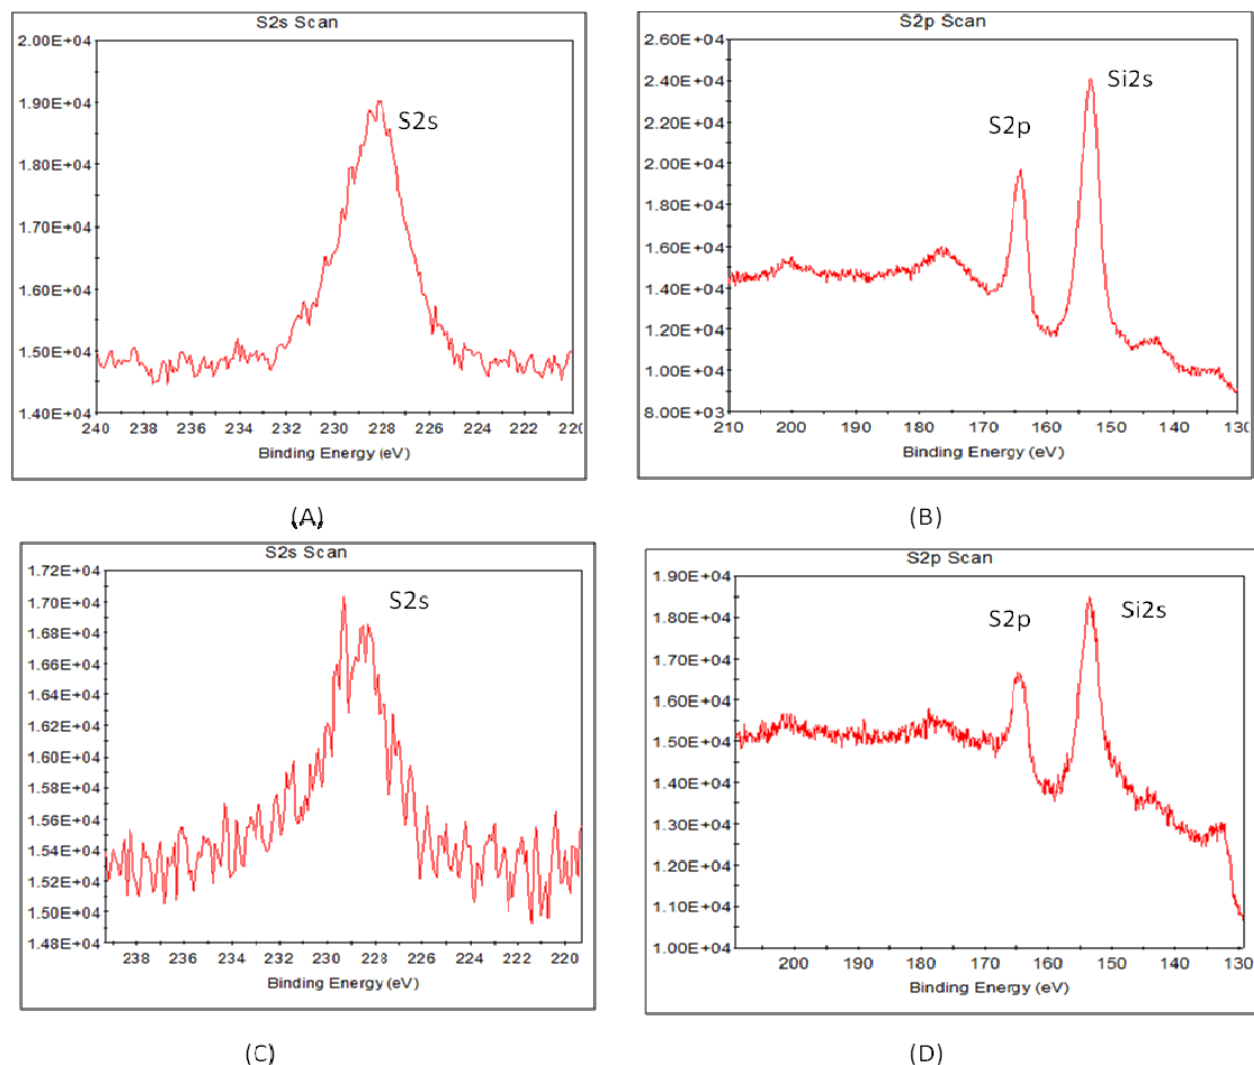 S2s Scan
2.00E+04
1.90E+04
1.80E+04
1.70E+04
1.60E+04
1.50E+04
1.40E+04
S2s
240 238 236 234 232 230 228 226 224 222 220
Binding Energy (eV)
(A)
S2p Scan
2.60E+04
2.40E+04
2.20E+04
2.00E+04
1.80E+04
1.60E+04
1.40E+04
1.20E+04
1.00E+04
8.00E+03
S2p
Si2s
210 200 190 180 170 160 150 140 130
Binding Energy (eV)
(B)
S2s Scan
1.72E+04
1.70E+04
1.68E+04
1.66E+04
1.64E+04
1.62E+04
1.60E+04
1.58E+04
1.56E+04
1.54E+04
1.52E+04
1.50E+04
1.48E+04
S2s
238 236 234 232 230 228 226 224 222 220
Binding Energy (eV)
(C)
S2p Scan
1.90E+04
1.80E+04
1.70E+04
1.60E+04
1.50E+04
1.40E+04
1.30E+04
1.20E+04
1.10E+04
1.00E+04
S2p
Si2s
200 190 180 170 160 150 140 130
Binding Energy (eV)
(D)